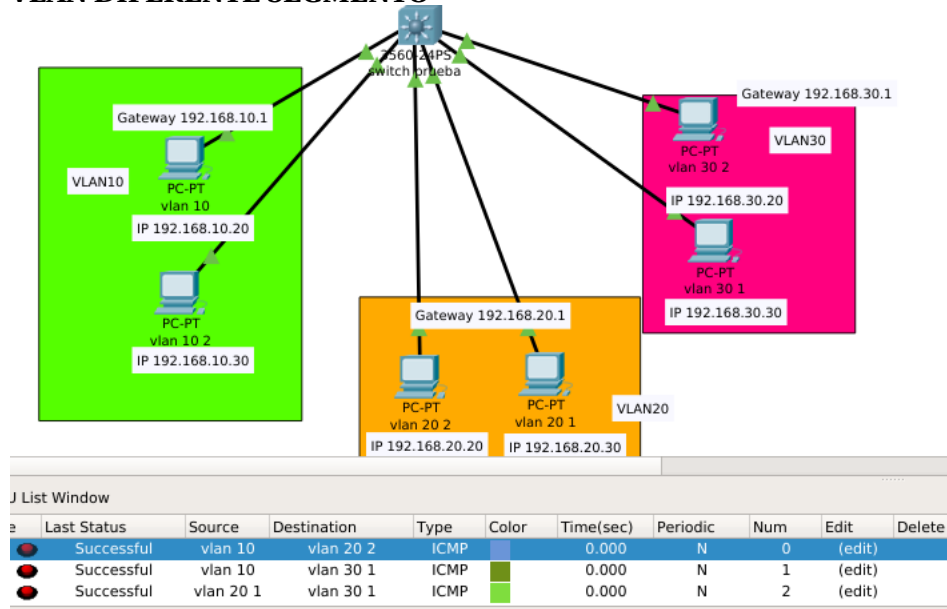 VLAN DIFERENTE SEGMENTO
3560-24PS
switch prueba
Gateway 192.168.10.1
VLAN10
PC-PT
vlan 10
IP 192.168.10.20
PC-PT
vlan 10 2
IP 192.168.10.30
Gateway 192.168.20.1
PC-PT
vlan 20 2
IP 192.168.20.20
PC-PT
vlan 20 1
IP 192.168.20.30
VLAN20
Gateway 192.168.30.1
VLAN30
PC-PT
vlan 30 2
IP 192.168.30.20
PC-PT
vlan 30 1
IP 192.168.30.30
List Window
Last Status Source Destination Type Color Time(sec) Periodic Num Edit Delete
Successful vlan 10 vlan 20 2 ICMP 0.000 N 0 (edit)
Successful vlan 10 vlan 30 1 ICMP 0.000 N 1 (edit)
Successful vlan 20 1 vlan 30 1 ICMP 0.000 N 2 (edit)